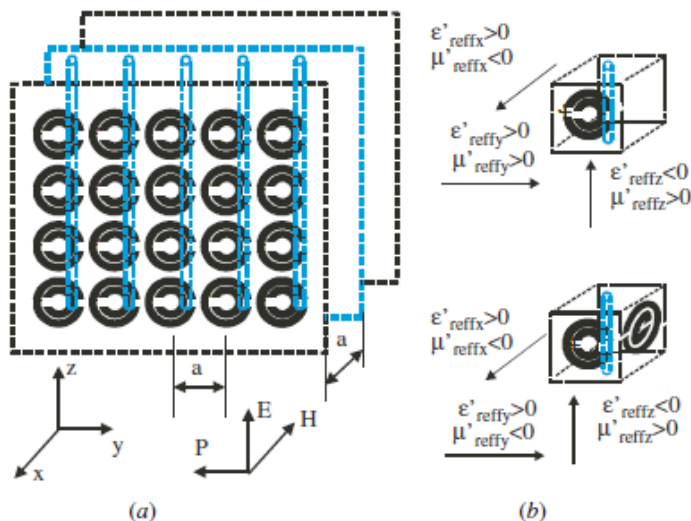 ε'reffx>0
μ'reffx<0
ε'reffy>0
μ'reffy>0
ε'reffz<0
μ'reffz>0
a
a
z
y
x
E
H
P
(a)
ε'reffx>0
μ'reffx<0
ε'reffy>0
μ'reffy<0
ε'reffz<0
μ'reffz>0
(b)